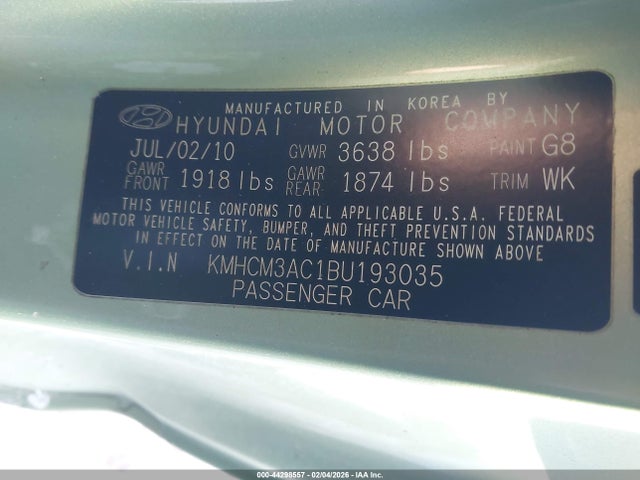 MANUFACTURED IN KOREA BY
HYUNDAI MOTOR COMPANY
JUL/02/10 GVWR 3638 lbs PAINT G8
GAWR FRONT 1918 lbs GAWR REAR: 1874 lbs TRIM WK
THIS VEHICLE CONFORMS TO ALL APPLICABLE U.S.A. FEDERAL
MOTOR VEHICLE SAFETY, BUMPER, AND THEFT PREVENTION STANDARDS
IN EFFECT ON THE DATE OF MANUFACTURE SHOWN ABOVE
V.I.N KMHCM3AC1BU193035
PASSENGER CAR
000-44298557 - 02/04/2026 - IAAI.com